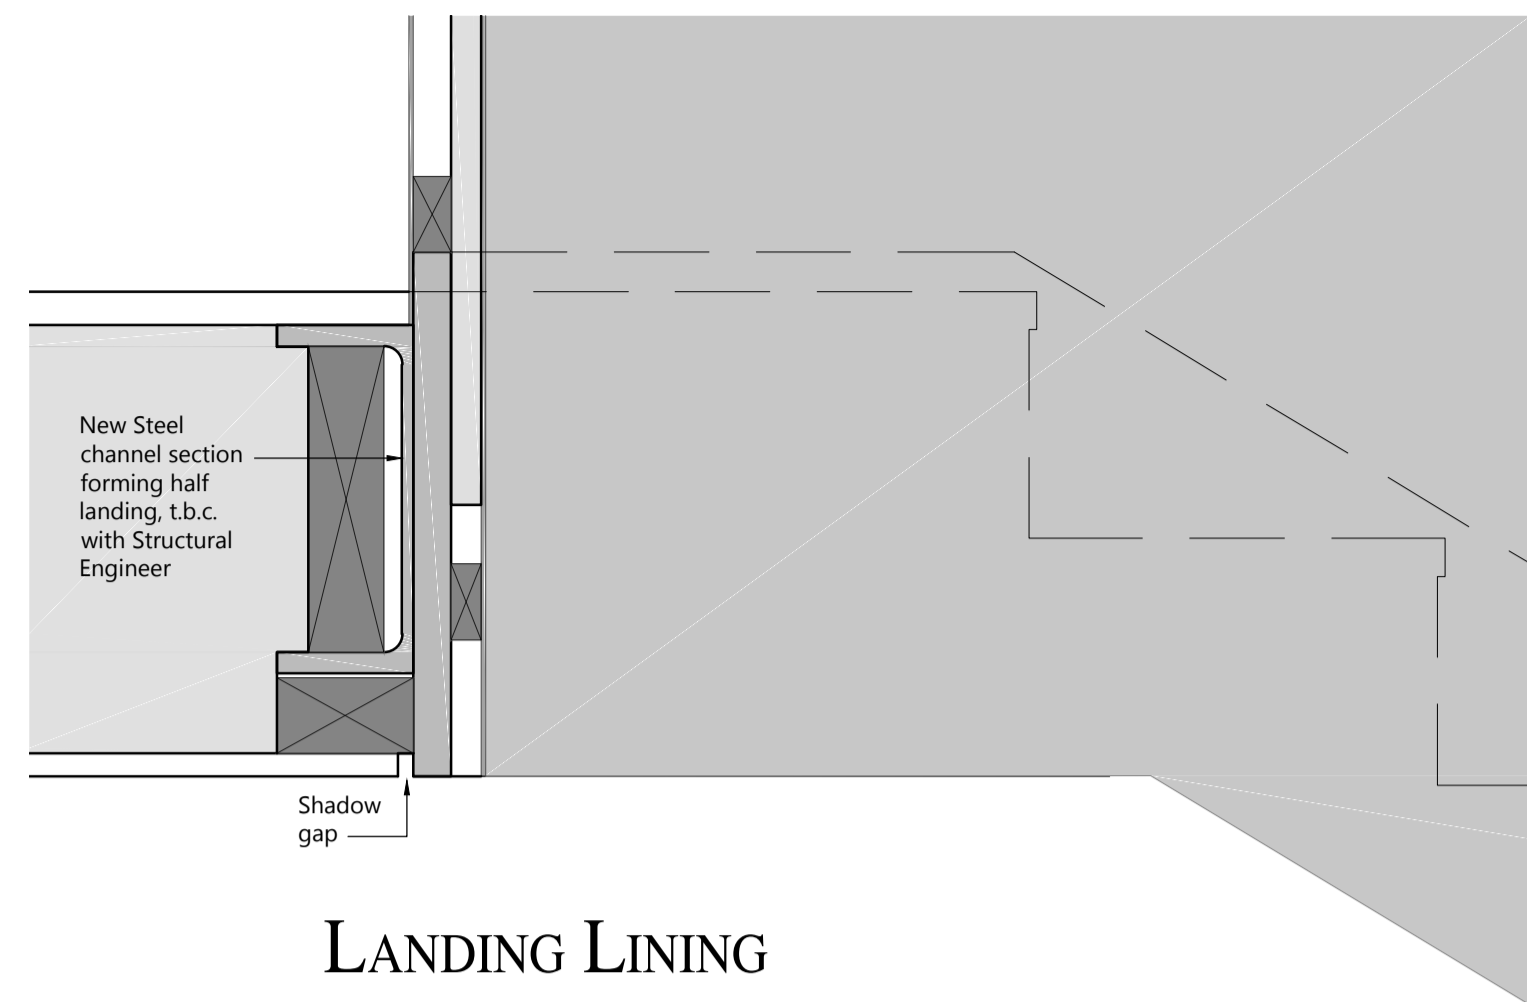 New Steel
channel section
forming half
landing, t.b.c.
with Structural
Engineer
Shadow
gap
LANDING LINING